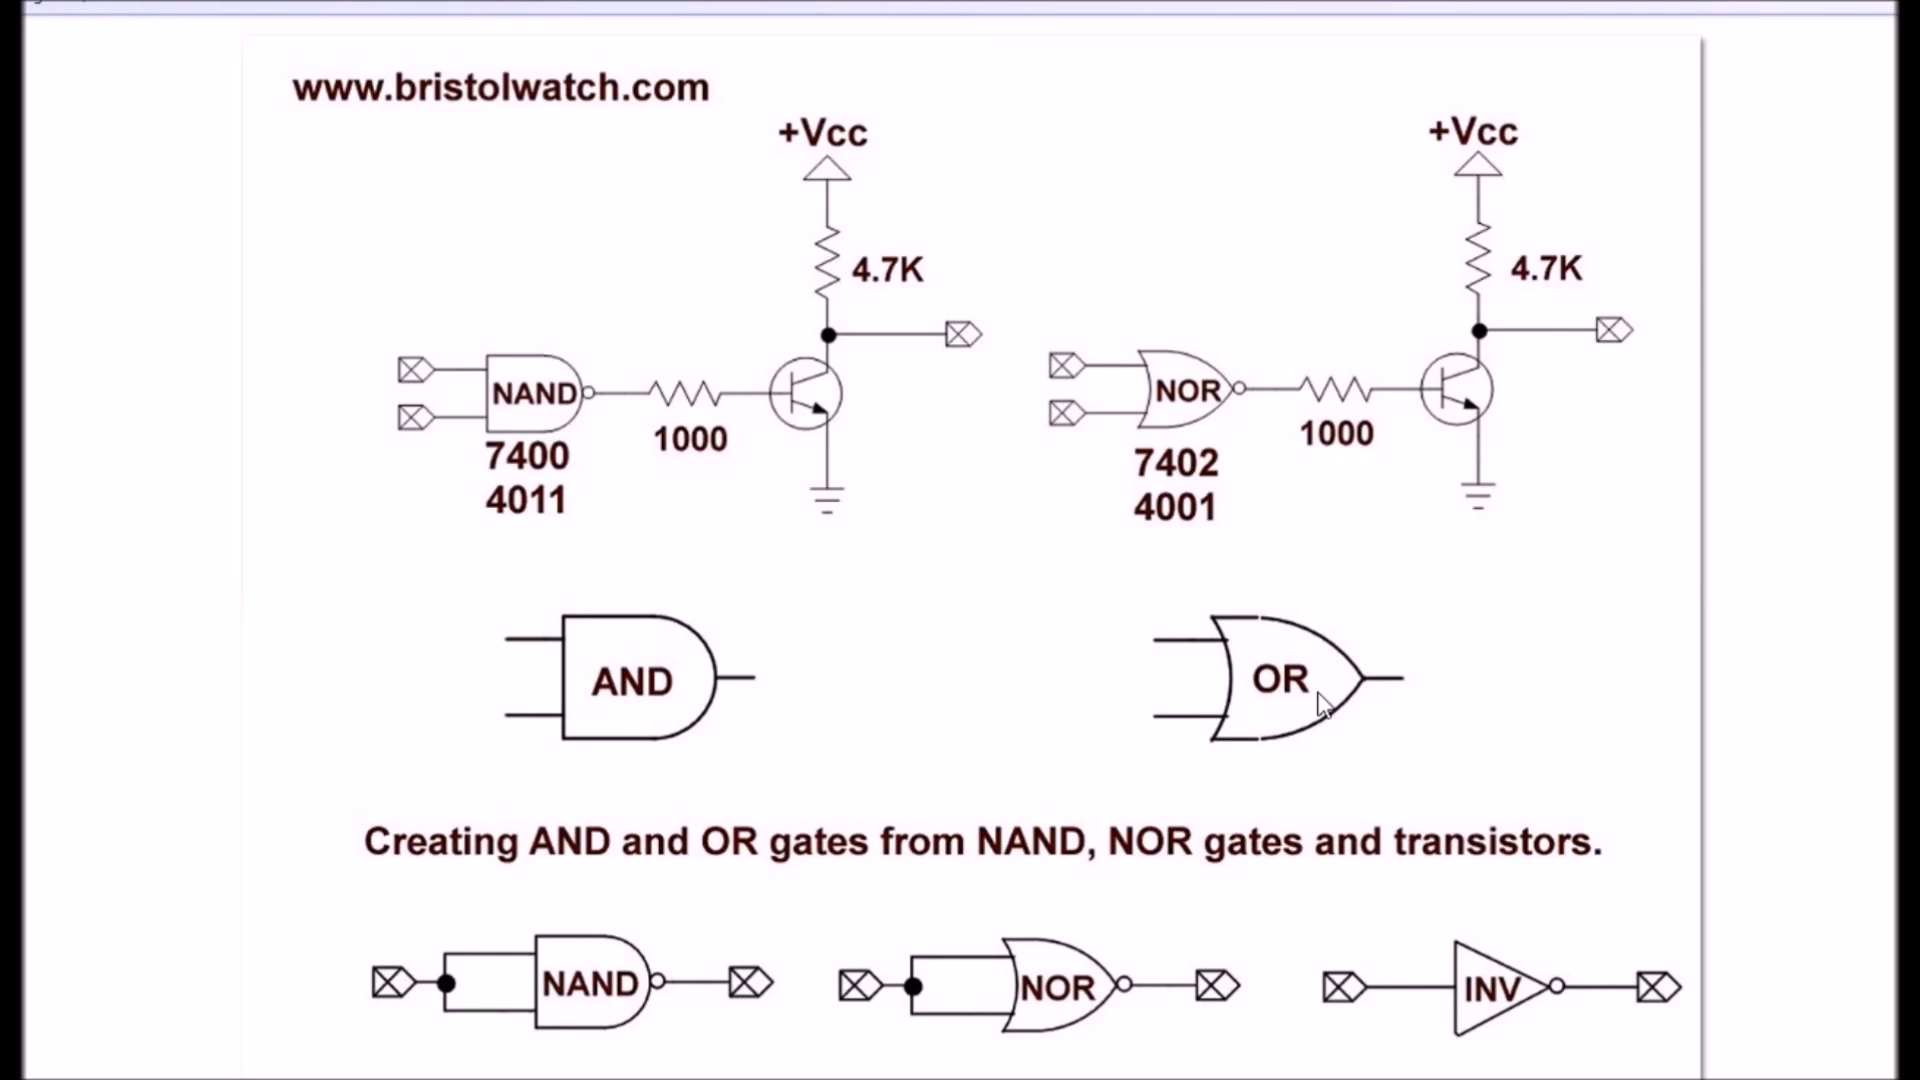 www.bristolwatch.com
+Vcc
+Vcc
4.7K
4.7K
NAND
NOR
1000
1000
7400
4011
7402
4001
AND
OR
Creating AND and OR gates from NAND, NOR gates and transistors.
NAND
NOR
INV